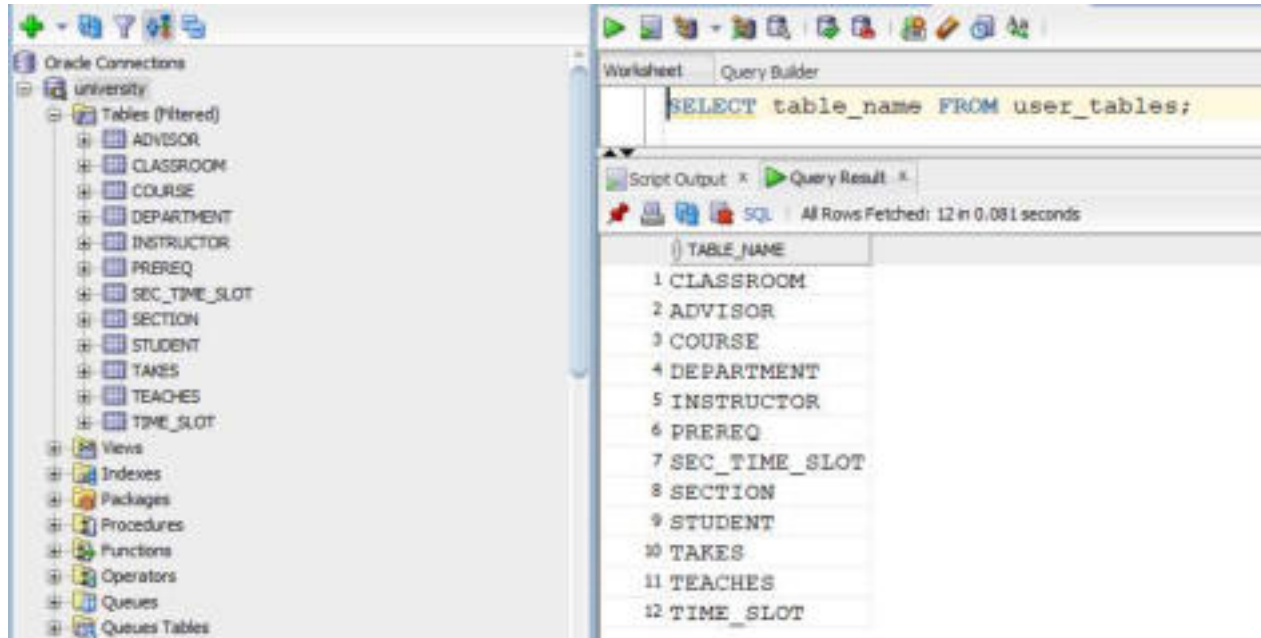 Oracle Connections
university
Tables (Filtered)
ADVISOR
CLASSROOM
COURSE
DEPARTMENT
INSTRUCTOR
PREREQ
SEC_TIME_SLOT
SECTION
STUDENT
TAKES
TEACHES
TIME_SLOT
Views
Indexes
Packages
Procedures
Functions
Operators
Queues
Queues Tables
Worksheet Query Builder
SELECT table_name FROM user_tables;
Script Output x Query Result x
SQL All Rows Fetched: 12 in 0.081 seconds
TABLE_NAME
1 CLASSROOM
2 ADVISOR
3 COURSE
4 DEPARTMENT
5 INSTRUCTOR
6 PREREQ
7 SEC_TIME_SLOT
8 SECTION
9 STUDENT
10 TAKES
11 TEACHES
12 TIME_SLOT